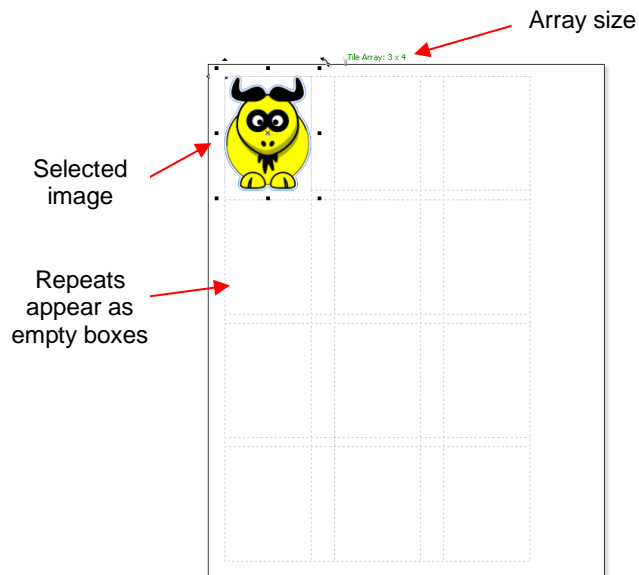 Array size
Tile Array: 3 x 4
Selected
image
Repeats
appear as
empty boxes